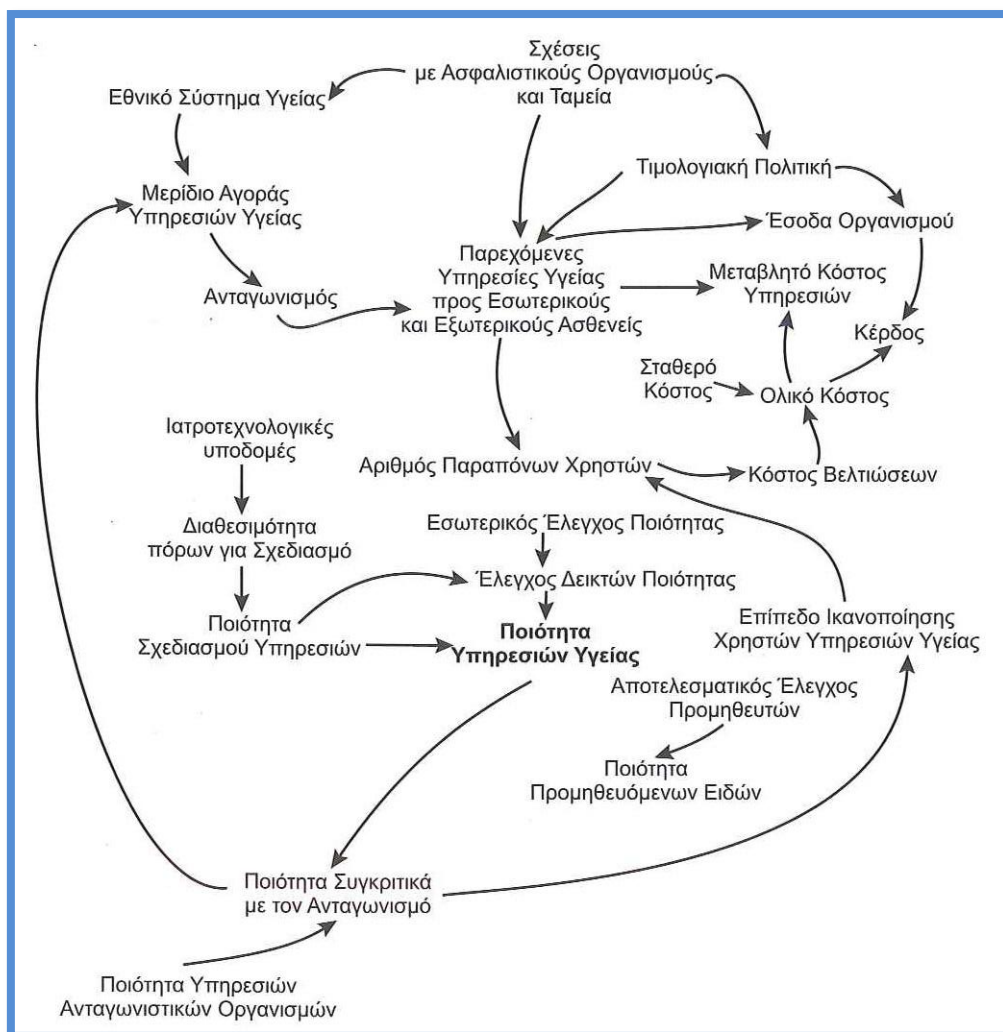 Σχέσεις
με Ασφαλιστικούς Οργανισμούς
και Ταμεία
Εθνικό Σύστημα Υγείας
Τιμολογιακή Πολιτική
Μερίδιο Αγοράς
Υπηρεσιών Υγείας
Έσοδα Οργανισμού
Παρεχόμενες
Υπηρεσίες Υγείας
προς Εσωτερικούς
και Εξωτερικούς Ασθενείς
Μεταβλητό Κόστος
Υπηρεσιών
Ανταγωνισμός
Κέρδος
Σταθερό
Κόστος
Ολικό Κόστος
Ιατροτεχνολογικές
υποδομές
Αριθμός Παραπόνων Χρηστών
Κόστος Βελτιώσεων
Διαθεσιμότητα
πόρων για Σχεδιασμό
Εσωτερικός Έλεγχος Ποιότητας
Έλεγχος Δεικτών Ποιότητας
Ποιότητα
Σχεδιασμού Υπηρεσιών
Ποιότητα
Υπηρεσιών Υγείας
Επίπεδο Ικανοποίησης
Χρηστών Υπηρεσιών Υγείας
Αποτελεσματικός Έλεγχος
Προμηθευτών
Ποιότητα
Προμηθευόμενων Ειδών
Ποιότητα Συγκριτικά
με τον Ανταγωνισμό
Ποιότητα Υπηρεσιών
Ανταγωνιστικών Οργανισμών